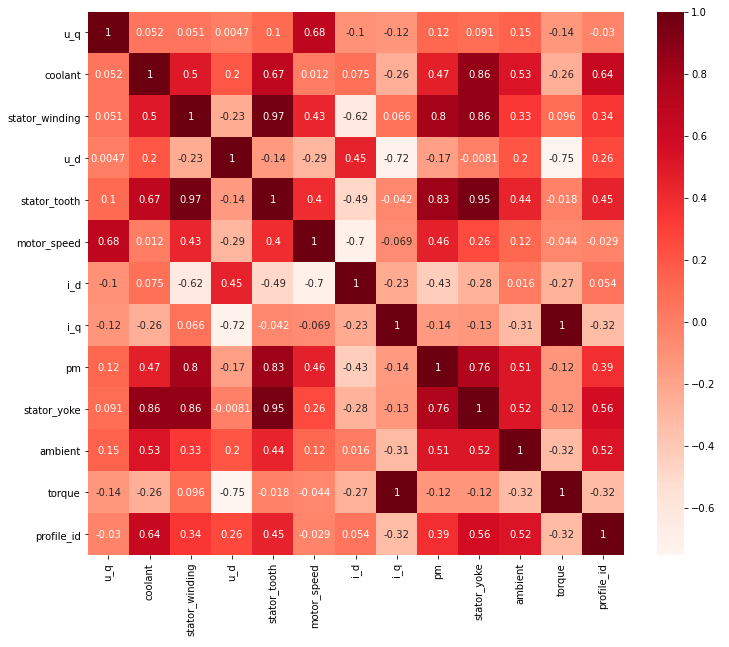 u_q 1 0.052 0.051 0.0047 0.1 0.68 -0.1 -0.12 0.12 0.091 0.15 -0.14 -0.03
coolant 0.052 1 0.5 0.2 0.67 0.012 0.075 -0.26 0.47 0.86 0.53 -0.26 0.64
stator_winding 0.051 0.5 1 -0.23 0.97 0.43 -0.62 0.066 0.8 0.86 0.33 0.096 0.34
u_d 0.0047 0.2 -0.23 1 -0.14 -0.29 0.45 -0.72 -0.17 -0.0081 0.2 -0.75 0.26
stator_tooth 0.1 0.67 0.97 -0.14 1 0.4 -0.49 -0.042 0.83 0.95 0.44 -0.018 0.45
motor_speed 0.68 0.012 0.43 -0.29 0.4 1 -0.7 -0.069 0.46 0.26 0.12 -0.044 -0.029
i_d -0.1 0.075 -0.62 0.45 -0.49 -0.7 1 -0.23 -0.43 -0.28 0.016 -0.27 0.054
i_q -0.12 -0.26 0.066 -0.72 -0.042 -0.069 -0.23 1 -0.14 -0.13 -0.31 1 -0.32
pm 0.12 0.47 0.8 -0.17 0.83 0.46 -0.43 -0.14 1 0.76 0.51 -0.12 0.39
stator_yoke 0.091 0.86 0.86 -0.0081 0.95 0.26 -0.28 -0.13 0.76 1 0.52 -0.12 0.56
ambient 0.15 0.53 0.33 0.2 0.44 0.12 0.016 -0.31 0.51 0.52 1 -0.32 0.52
torque -0.14 -0.26 0.096 -0.75 -0.018 -0.044 -0.27 1 -0.12 -0.12 -0.32 1 -0.32
profile_id -0.03 0.64 0.34 0.26 0.45 -0.029 0.054 -0.32 0.39 0.56 0.52 -0.32 1
u_q coolant stator_winding u_d stator_tooth motor_speed i_d i_q pm stator_yoke ambient torque profile_id
1.0
0.8
0.6
0.4
0.2
0.0
−0.2
−0.4
−0.6